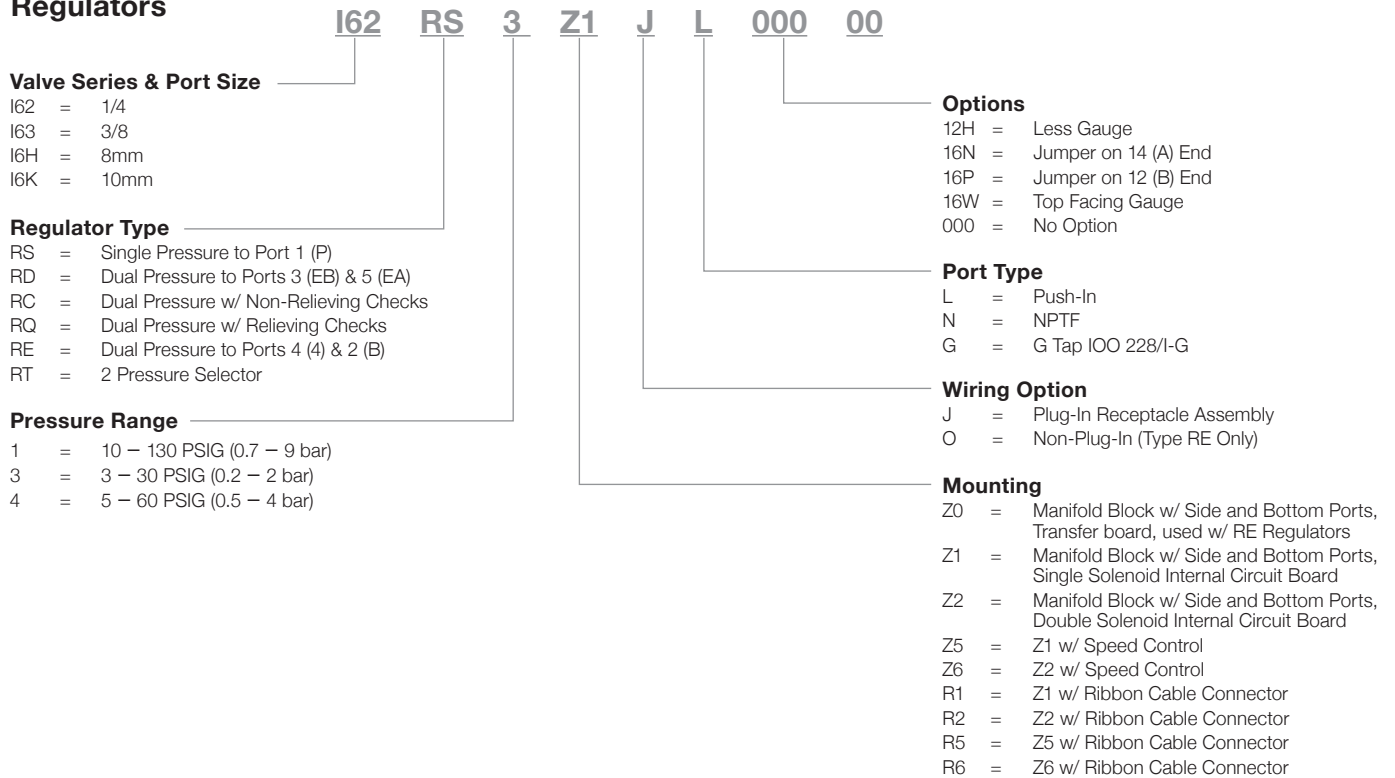 Regulators
I62 RS 3 Z1 J L 000 00
Valve Series & Port Size
I62 = 1/4
I63 = 3/8
I6H = 8mm
I6K = 10mm
Regulator Type
RS = Single Pressure to Port 1 (P)
RD = Dual Pressure to Ports 3 (EB) & 5 (EA)
RC = Dual Pressure w/ Non-Relieving Checks
RQ = Dual Pressure w/ Relieving Checks
RE = Dual Pressure to Ports 4 (4) & 2 (B)
RT = 2 Pressure Selector
Pressure Range
1 = 10 – 130 PSIG (0.7 – 9 bar)
3 = 3 – 30 PSIG (0.2 – 2 bar)
4 = 5 – 60 PSIG (0.5 – 4 bar)
Options
12H = Less Gauge
16N = Jumper on 14 (A) End
16P = Jumper on 12 (B) End
16W = Top Facing Gauge
000 = No Option
Port Type
L = Push-In
N = NPTF
G = G Tap IOO 228/I-G
Wiring Option
J = Plug-In Receptacle Assembly
O = Non-Plug-In (Type RE Only)
Mounting
Z0 = Manifold Block w/ Side and Bottom Ports,
Transfer board, used w/ RE Regulators
Z1 = Manifold Block w/ Side and Bottom Ports,
Single Solenoid Internal Circuit Board
Z2 = Manifold Block w/ Side and Bottom Ports,
Double Solenoid Internal Circuit Board
Z5 = Z1 w/ Speed Control
Z6 = Z2 w/ Speed Control
R1 = Z1 w/ Ribbon Cable Connector
R2 = Z2 w/ Ribbon Cable Connector
R5 = Z5 w/ Ribbon Cable Connector
R6 = Z6 w/ Ribbon Cable Connector